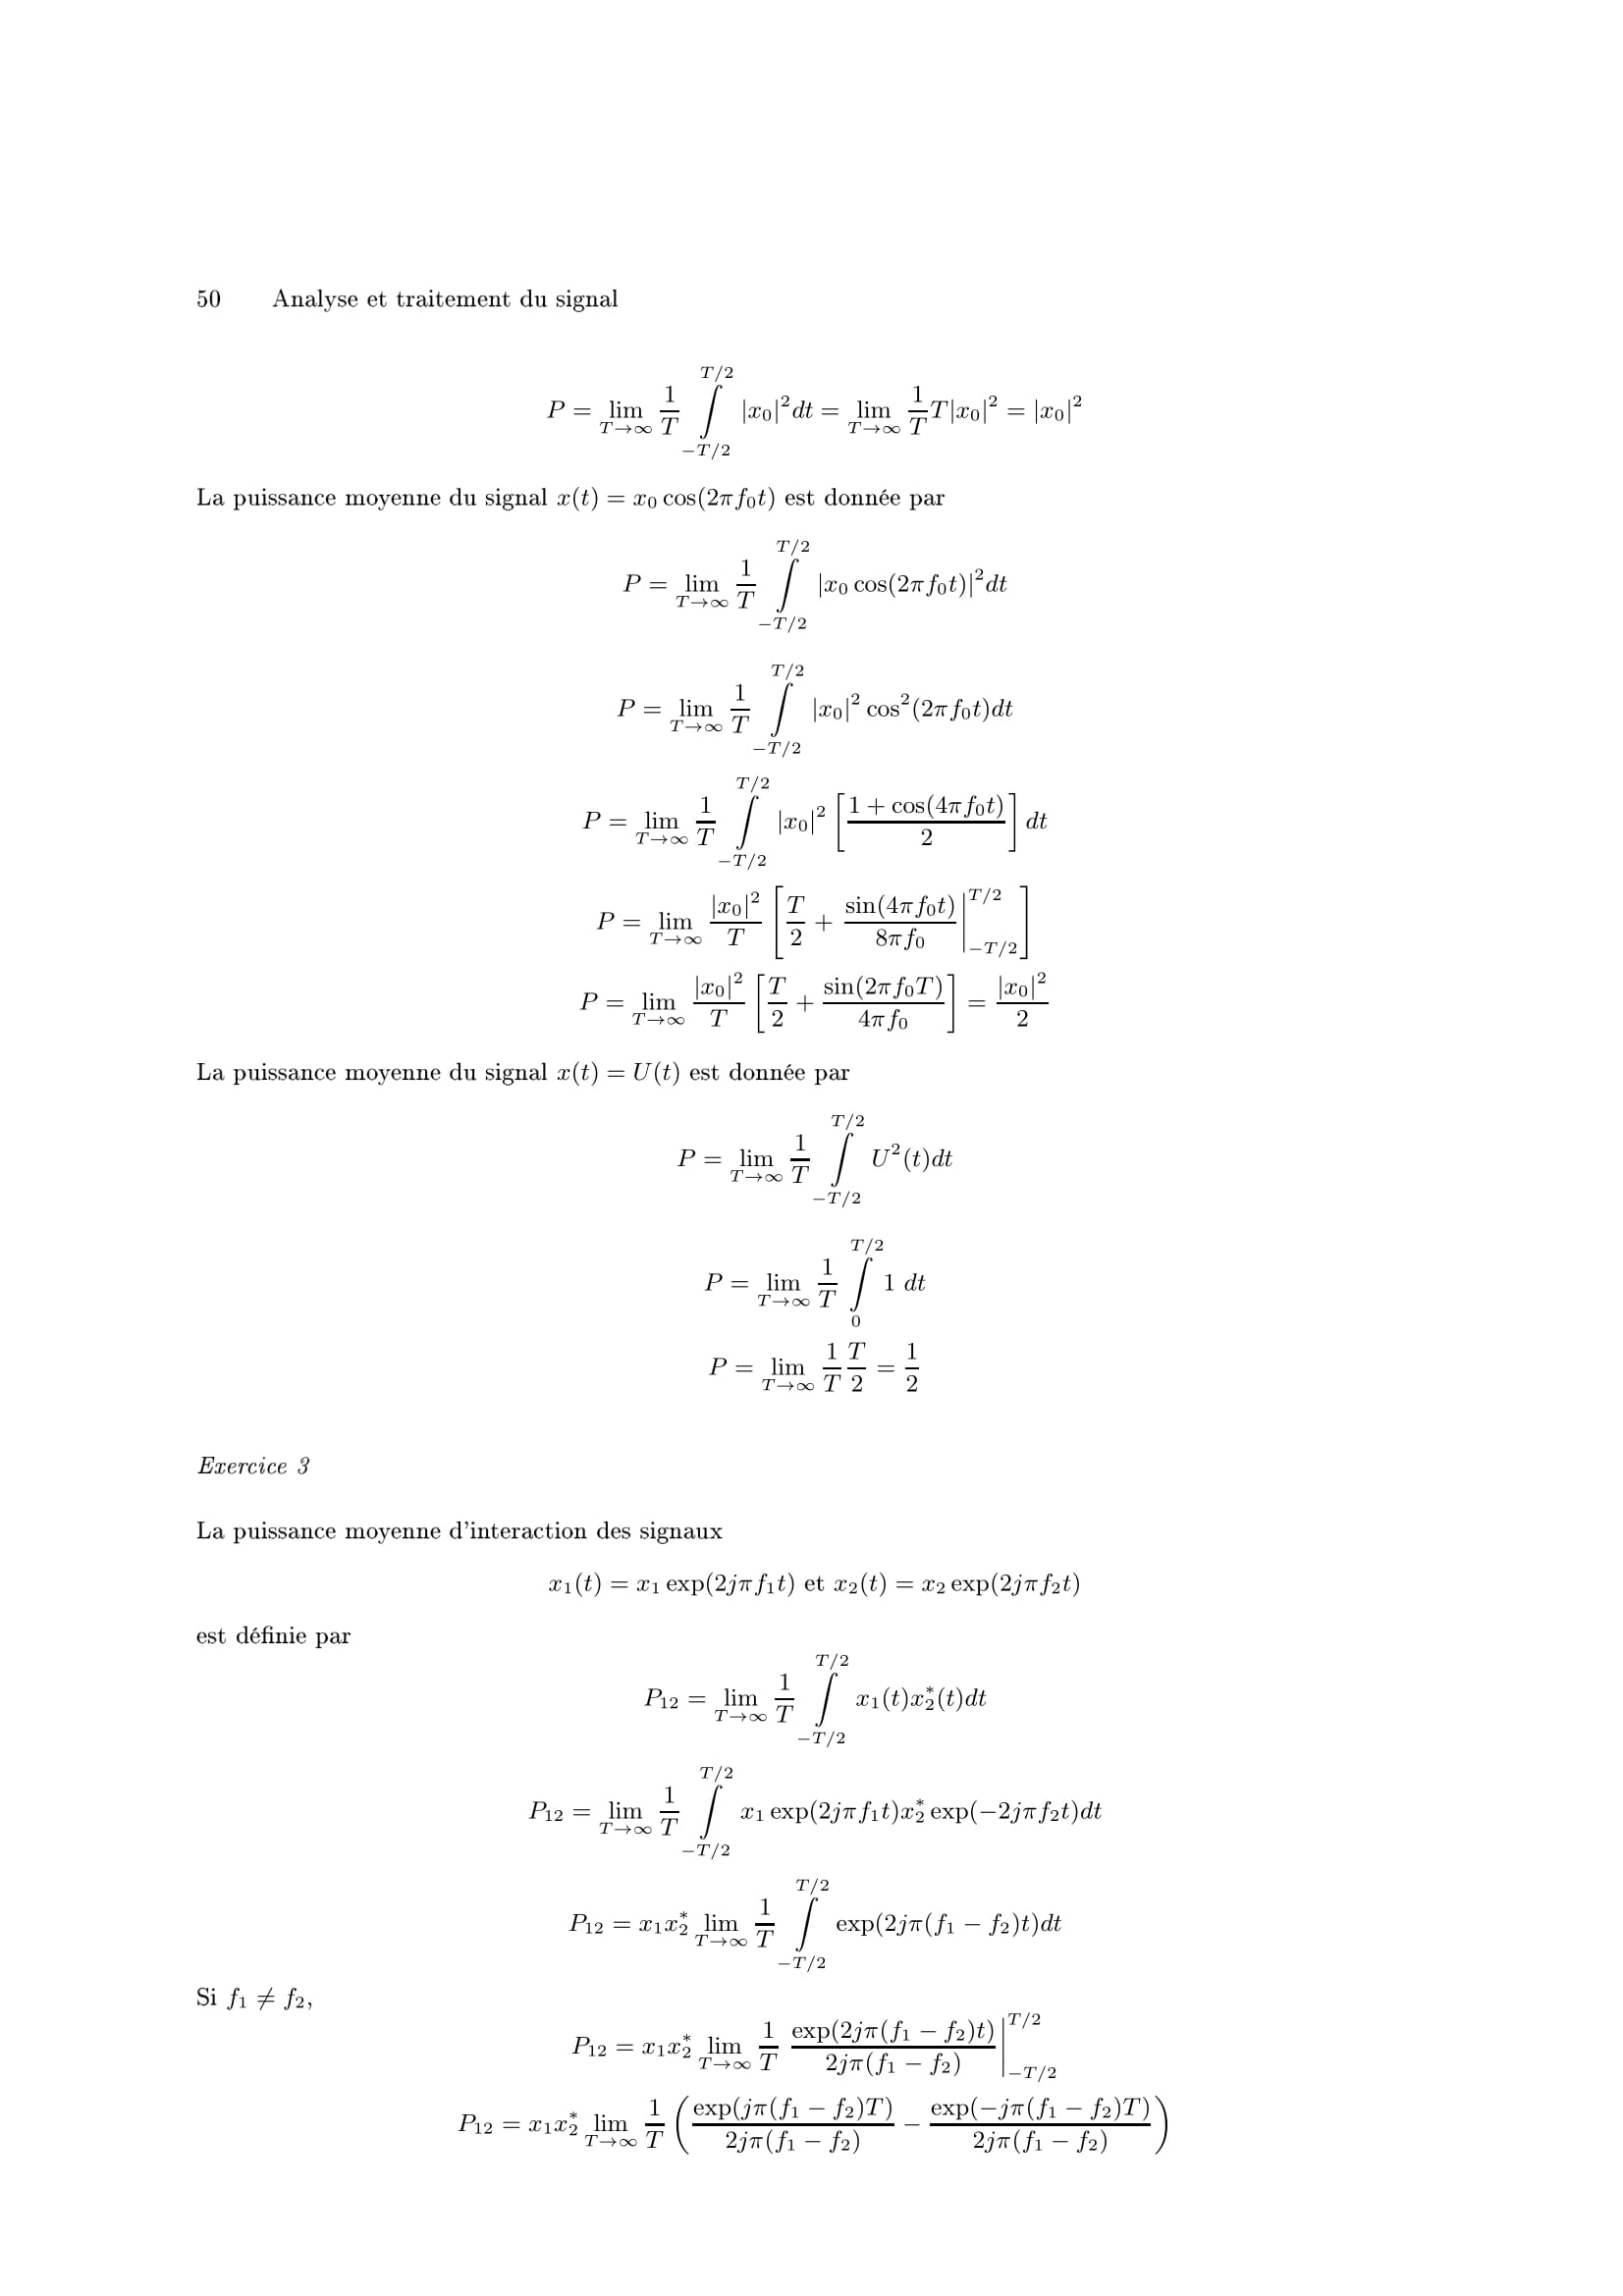 50 Analyse et traitement du signal
$P = \lim_{T\to\infty} \frac{1}{T} \int_{-T/2}^{T/2} |x_0|^2 dt = \lim_{T\to\infty} \frac{1}{T} T|x_0|^2 = |x_0|^2$
La puissance moyenne du signal $x(t) = x_0 \cos(2\pi f_0 t)$ est donnée par
$P = \lim_{T\to\infty} \frac{1}{T} \int_{-T/2}^{T/2} |x_0 \cos(2\pi f_0 t)|^2 dt$
$P = \lim_{T\to\infty} \frac{1}{T} \int_{-T/2}^{T/2} |x_0|^2 \cos^2(2\pi f_0 t) dt$
$P = \lim_{T\to\infty} \frac{1}{T} \int_{-T/2}^{T/2} |x_0|^2 \left[ \frac{1 + \cos(4\pi f_0 t)}{2} \right] dt$
$P = \lim_{T\to\infty} \frac{|x_0|^2}{T} \left[ \frac{T}{2} + \left. \frac{\sin(4\pi f_0 t)}{8\pi f_0} \right|_{-T/2}^{T/2} \right]$
$P = \lim_{T\to\infty} \frac{|x_0|^2}{T} \left[ \frac{T}{2} + \frac{\sin(2\pi f_0 T)}{4\pi f_0} \right] = \frac{|x_0|^2}{2}$
La puissance moyenne du signal $x(t) = U(t)$ est donnée par
$P = \lim_{T\to\infty} \frac{1}{T} \int_{-T/2}^{T/2} U^2(t) dt$
$P = \lim_{T\to\infty} \frac{1}{T} \int_{0}^{T/2} 1 \; dt$
$P = \lim_{T\to\infty} \frac{1}{T} \frac{T}{2} = \frac{1}{2}$
Exercice 3
La puissance moyenne d'interaction des signaux
$x_1(t) = x_1 \exp(2j\pi f_1 t)$ et $x_2(t) = x_2 \exp(2j\pi f_2 t)$
est définie par
$P_{12} = \lim_{T\to\infty} \frac{1}{T} \int_{-T/2}^{T/2} x_1(t) x_2^*(t) dt$
$P_{12} = \lim_{T\to\infty} \frac{1}{T} \int_{-T/2}^{T/2} x_1 \exp(2j\pi f_1 t) x_2^* \exp(-2j\pi f_2 t) dt$
$P_{12} = x_1 x_2^* \lim_{T\to\infty} \frac{1}{T} \int_{-T/2}^{T/2} \exp(2j\pi (f_1 - f_2) t) dt$
Si $f_1 \neq f_2$,
$P_{12} = x_1 x_2^* \lim_{T\to\infty} \frac{1}{T} \left. \frac{\exp(2j\pi (f_1 - f_2) t)}{2j\pi (f_1 - f_2)} \right|_{-T/2}^{T/2}$
$P_{12} = x_1 x_2^* \lim_{T\to\infty} \frac{1}{T} \left( \frac{\exp(j\pi (f_1 - f_2) T)}{2j\pi (f_1 - f_2)} - \frac{\exp(-j\pi (f_1 - f_2) T)}{2j\pi (f_1 - f_2)} \right)$